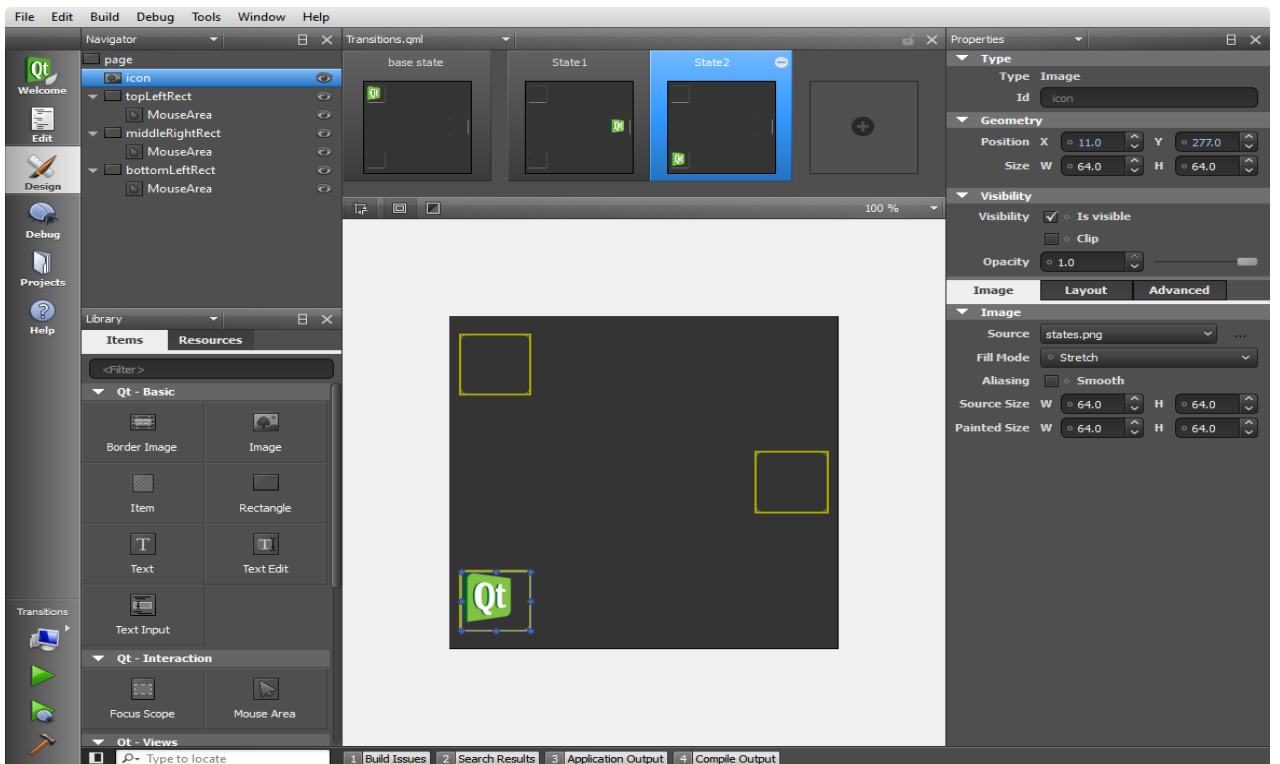 File Edit Build Debug Tools Window Help
Navigator
Transitions.qml
Properties
Qt
Welcome
Edit
Design
Debug
Projects
Help
page
icon
topLeftRect
MouseArea
middleRightRect
MouseArea
bottomLeftRect
MouseArea
base state
State1
State2
Qt
Qt
Qt
100 %
Type
Type Image
Id icon
Geometry
Position X 11.0 Y 277.0
Size W 64.0 H 64.0
Visibility
Visibility Is visible
Clip
Opacity 1.0
Image Layout Advanced
Image
Source states.png ...
Fill Mode Stretch
Aliasing Smooth
Source Size W 64.0 H 64.0
Painted Size W 64.0 H 64.0
Library
Items Resources
<Filter>
Qt - Basic
Border Image Image
Item Rectangle
T TI
Text Text Edit
Text Input
Qt - Interaction
Focus Scope Mouse Area
Qt - Views
Qt
Transitions
Type to locate
1 Build Issues 2 Search Results 3 Application Output 4 Compile Output